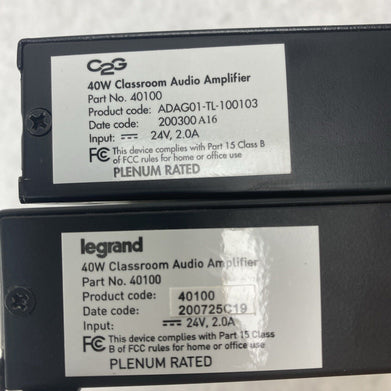 C2G
40W Classroom Audio Amplifier
Part No. 40100
Product code: ADAG01-TL-100103
Date code: 200300 A16
Input: ⎓ 24V, 2.0A
FC This device complies with Part 15 Class B
of FCC rules for home or office use
PLENUM RATED
legrand
40W Classroom Audio Amplifier
Part No. 40100
Product code: 40100
Date code: 200725C19
Input: ⎓ 24V, 2.0A
FC This device complies with Part 15 Class
B of FCC rules for home or office use
PLENUM RATED